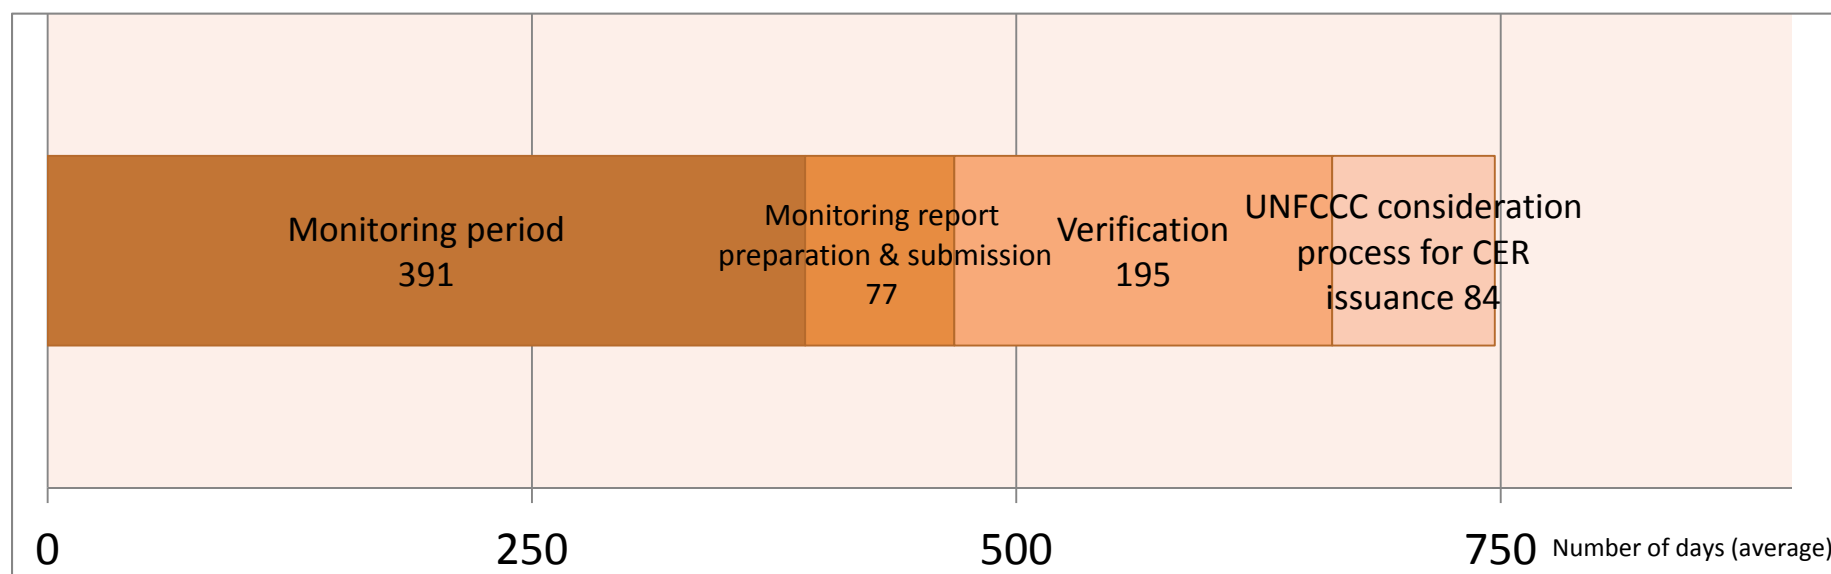 Monitoring period
391
Monitoring report
preparation & submission
77
Verification
195
UNFCCC consideration
process for CER
issuance 84
0
250
500
750
Number of days (average)